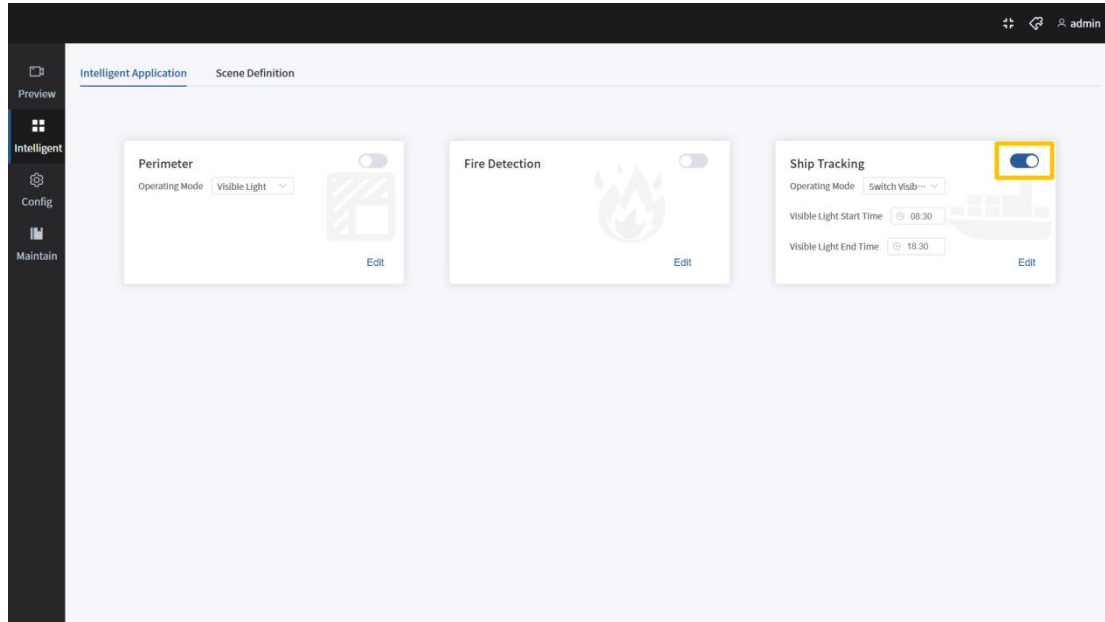 admin
Preview
Intelligent
Config
Maintain
Intelligent Application Scene Definition
Perimeter
Operating Mode Visible Light
Edit
Fire Detection
Edit
Ship Tracking
Operating Mode Switch Visib···
Visible Light Start Time 08:30
Visible Light End Time 18:30
Edit